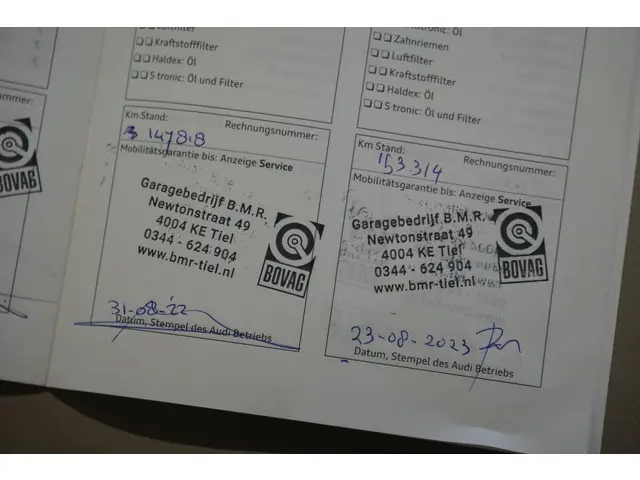 Luftfilter
Kraftstofffilter
Haldex: Öl
S tronic: Öl und Filter
Km Stand:
Rechnungsnummer:
Mobilitätsgarantie bis: Anzeige Service
Garagebedrijf B.M.R.
Newtonstraat 49
4004 KE Tiel
0344 - 624 904
www.bmr-tiel.nl
BOVAG
31-08-'22
Datum, Stempel des Audi Betriebs
Öl
Zahnriemen
Luftfilter
Kraftstofffilter
Haldex: Öl
S tronic: Öl und Filter
Km Stand:
153.314
Rechnungsnummer:
Mobilitätsgarantie bis: Anzeige Service
Garagebedrijf B.M.R.
Newtonstraat 49
4004 KE Tiel
0344 - 624 904
www.bmr-tiel.nl
BOVAG
23-08-2023
Datum, Stempel des Audi Betriebs
BOVAG